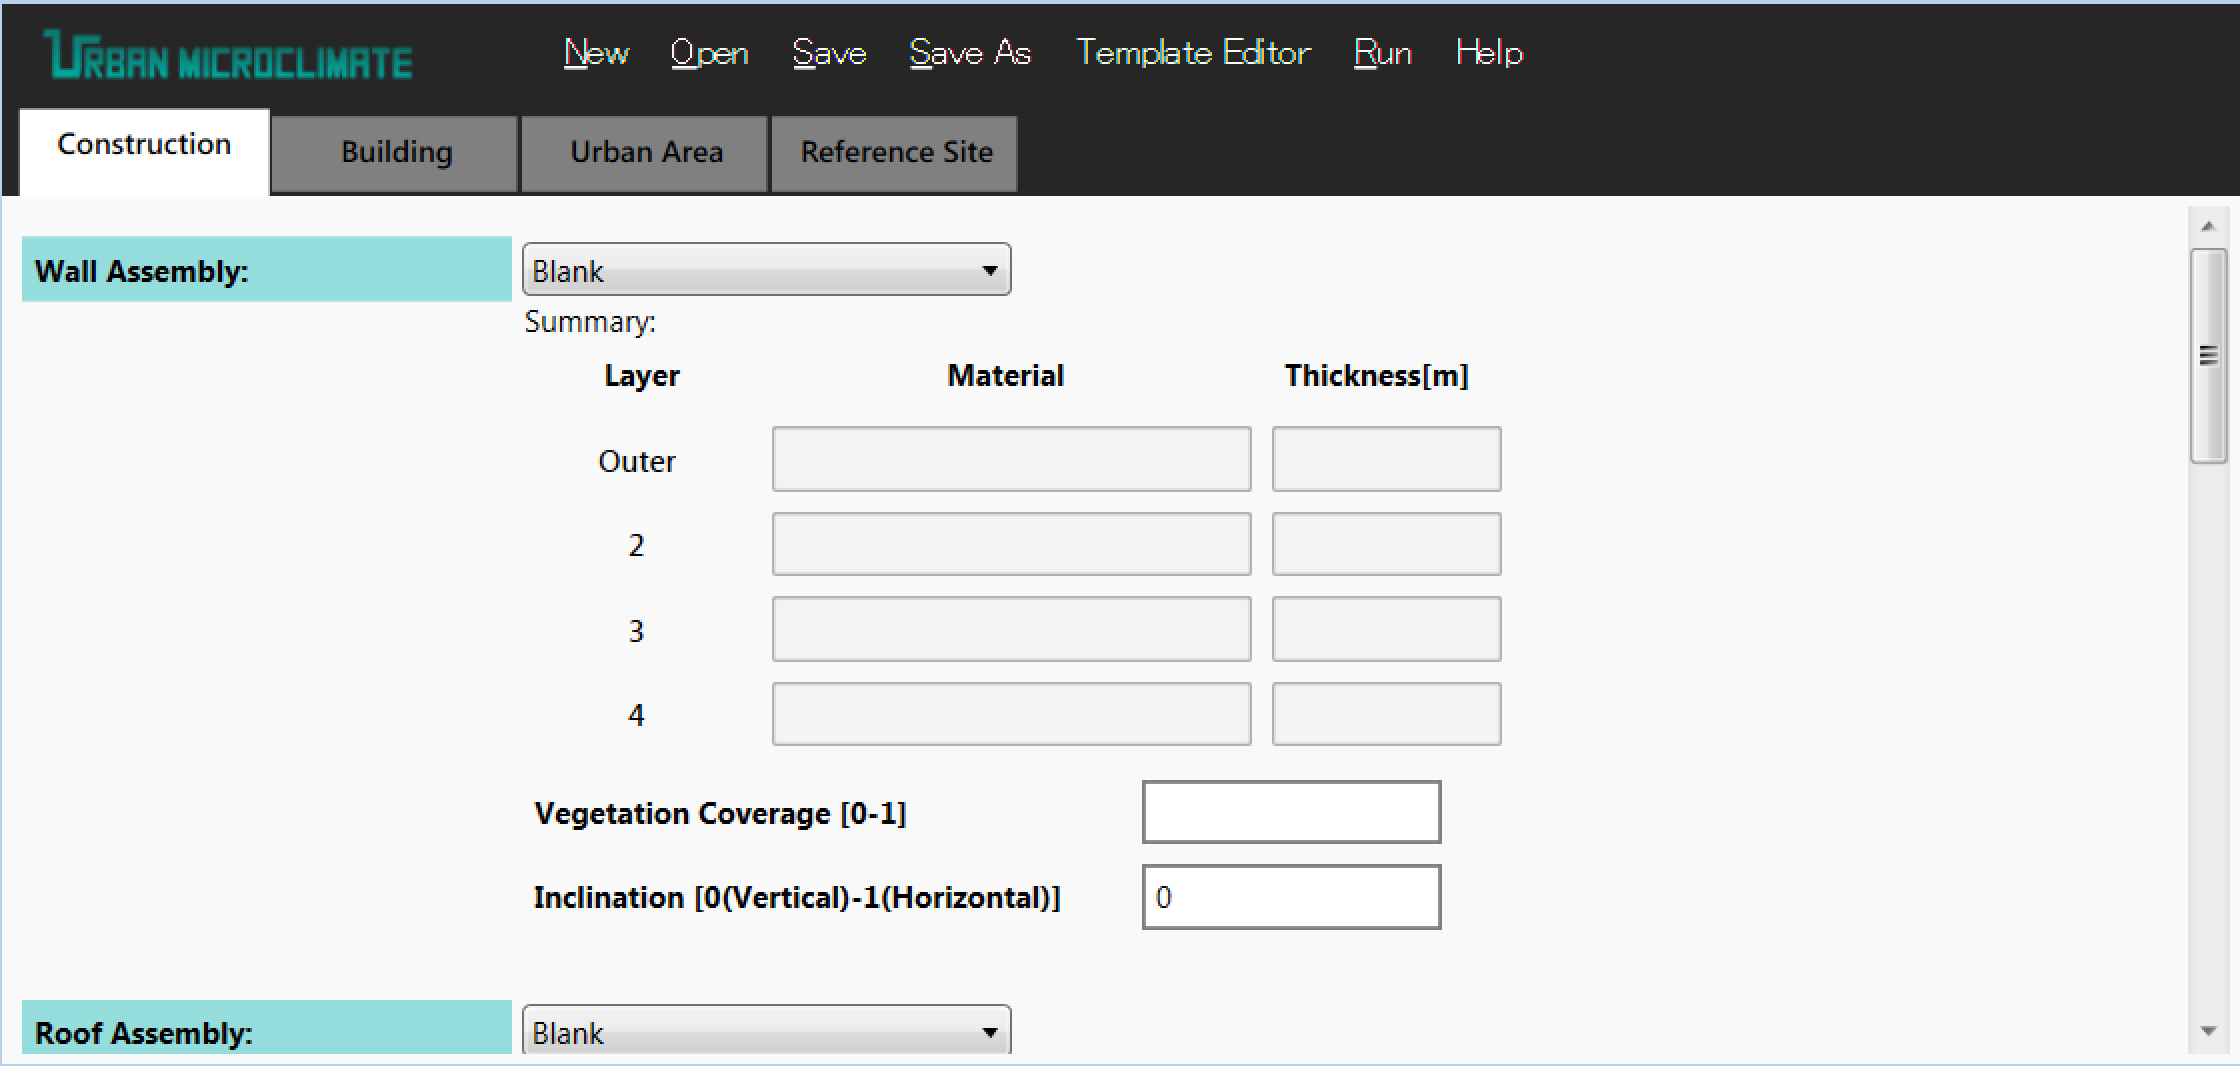 URBAN MICROCLIMATE
New Open Save Save As Template Editor Run Help
Construction Building Urban Area Reference Site
Wall Assembly: Blank
Summary:
Layer Material Thickness[m]
Outer
2
3
4
Vegetation Coverage [0-1]
Inclination [0(Vertical)-1(Horizontal)] 0
Roof Assembly: Blank